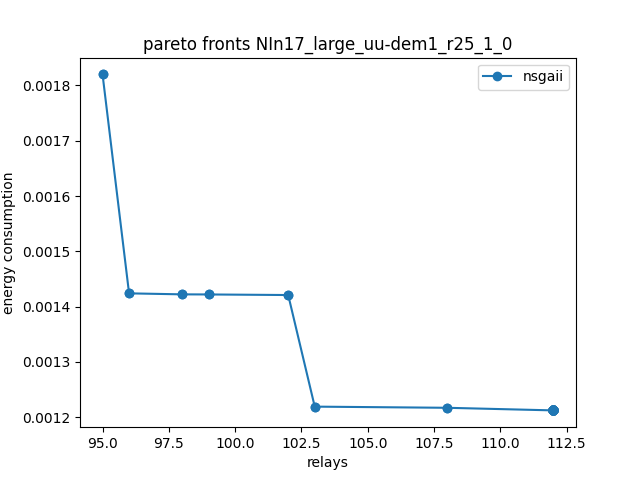 pareto fronts NIn17_large_uu-dem1_r25_1_0
nsgaii
energy consumption
0.0018
0.0017
0.0016
0.0015
0.0014
0.0013
0.0012
95.0 97.5 100.0 102.5 105.0 107.5 110.0 112.5
relays